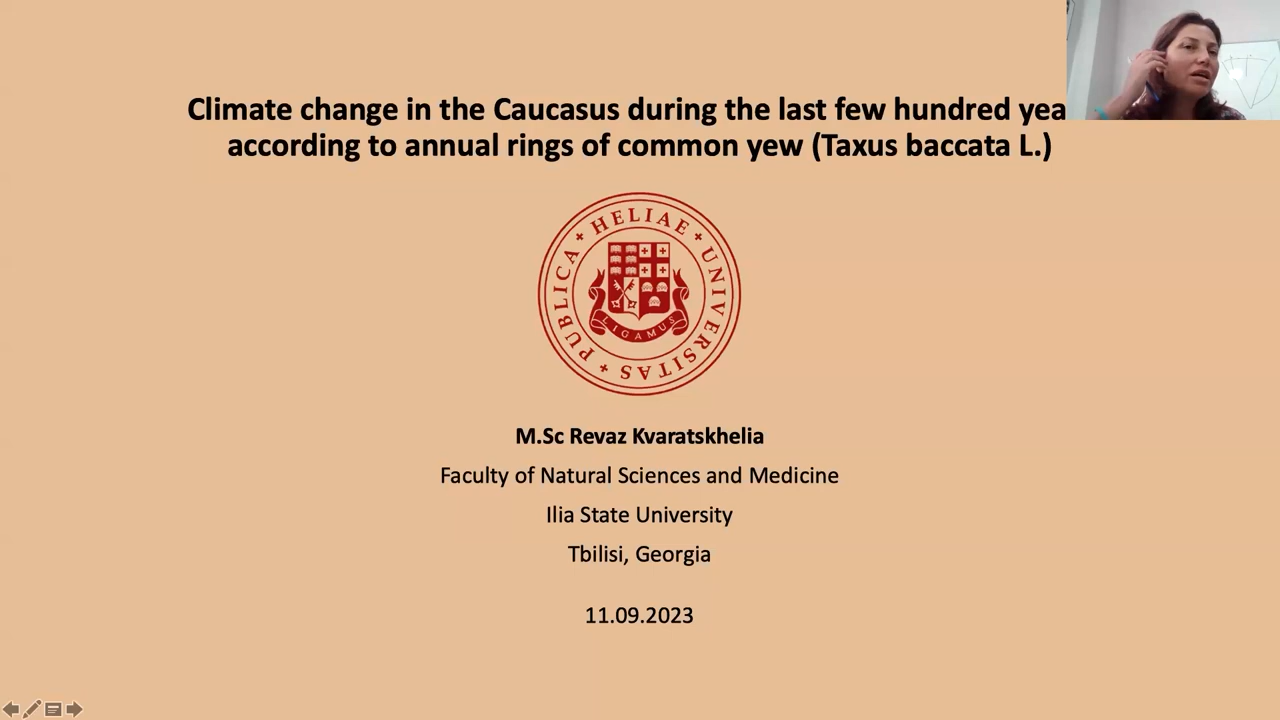 Climate change in the Caucasus during the last few hundred yea
according to annual rings of common yew (Taxus baccata L.)
PUBLICA + HELIAE + UNIVERSITAS +
LIGAMUS
M.Sc Revaz Kvaratskhelia
Faculty of Natural Sciences and Medicine
Ilia State University
Tbilisi, Georgia
11.09.2023